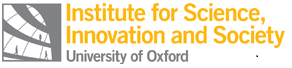 Institute for Science,
Innovation and Society
University of Oxford